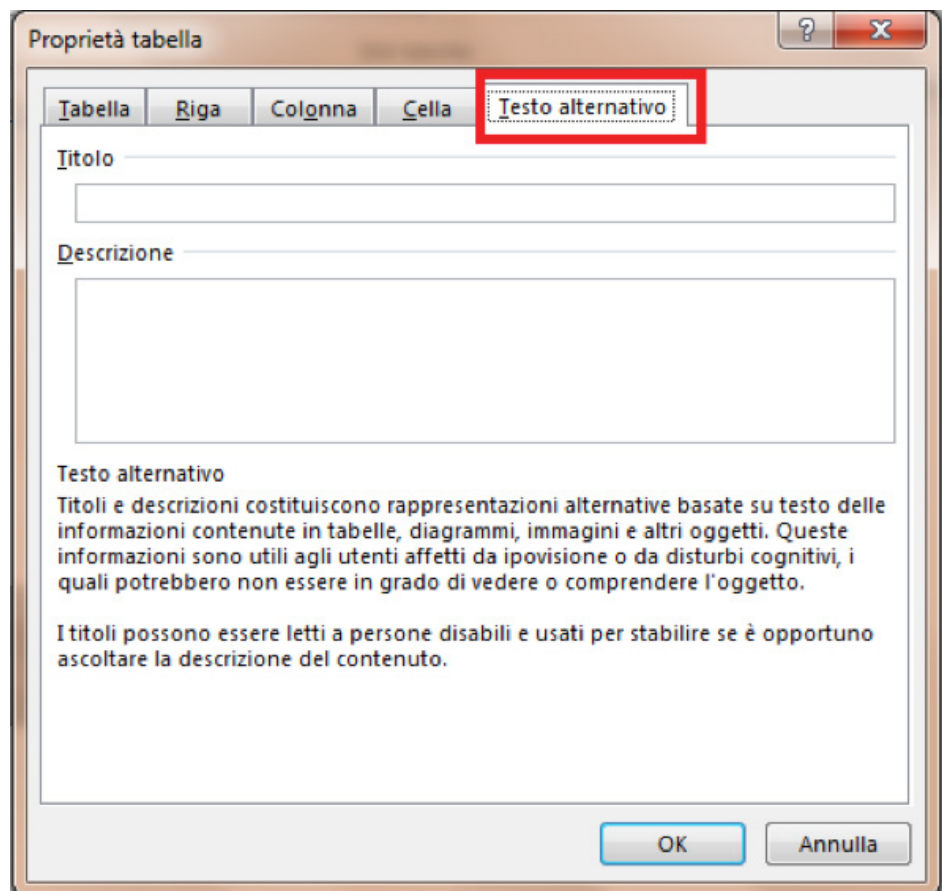 Proprietà tabella
?
Tabella Riga Colonna Cella Testo alternativo
Titolo
Descrizione
Testo alternativo
Titoli e descrizioni costituiscono rappresentazioni alternative basate su testo delle
informazioni contenute in tabelle, diagrammi, immagini e altri oggetti. Queste
informazioni sono utili agli utenti affetti da ipovisione o da disturbi cognitivi, i
quali potrebbero non essere in grado di vedere o comprendere l'oggetto.
I titoli possono essere letti a persone disabili e usati per stabilire se è opportuno
ascoltare la descrizione del contenuto.
OK Annulla